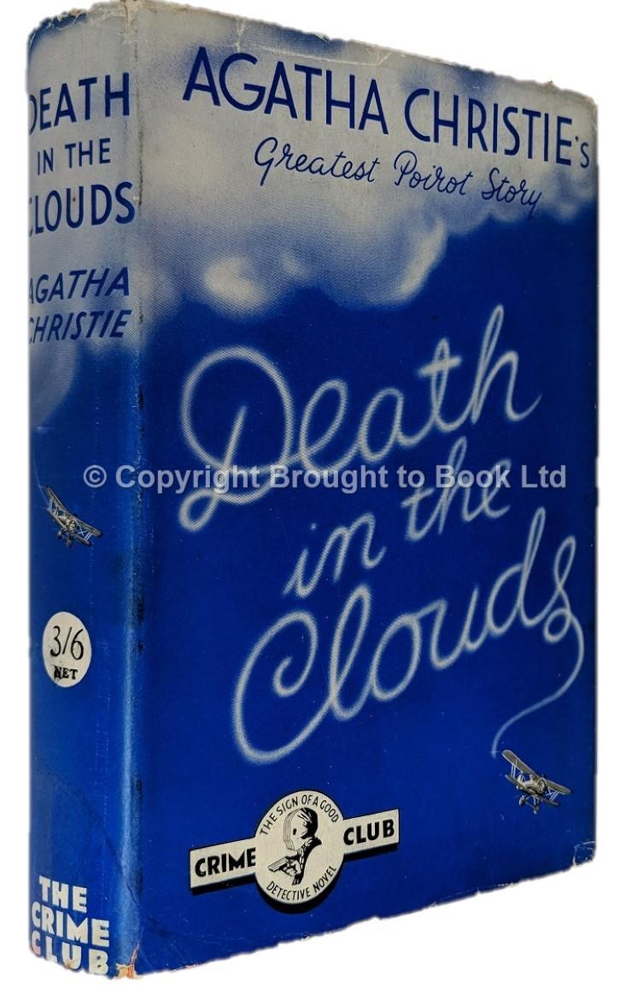 DEATH
IN THE
CLOUDS
AGATHA
CHRISTIE
3/6
NET
THE
CRIME
CLUB
AGATHA CHRISTIE's
Greatest Poirot Story
Death
in the
Clouds
© Copyright Brought to Book Ltd
THE SIGN OF A GOOD
CRIME CLUB
DETECTIVE NOVEL